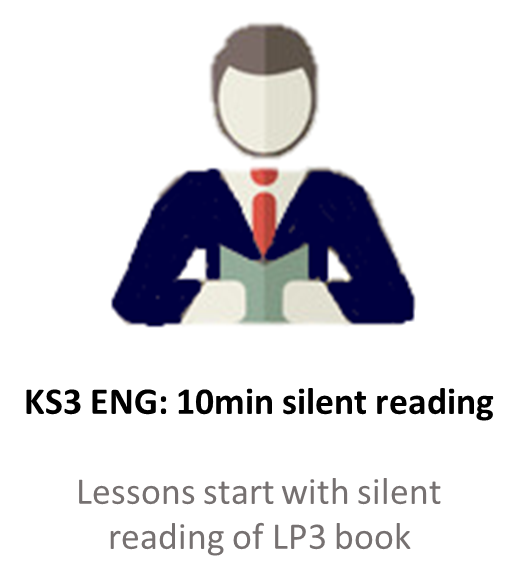 KS3 ENG: 10min silent reading
Lessons start with silent
reading of LP3 book